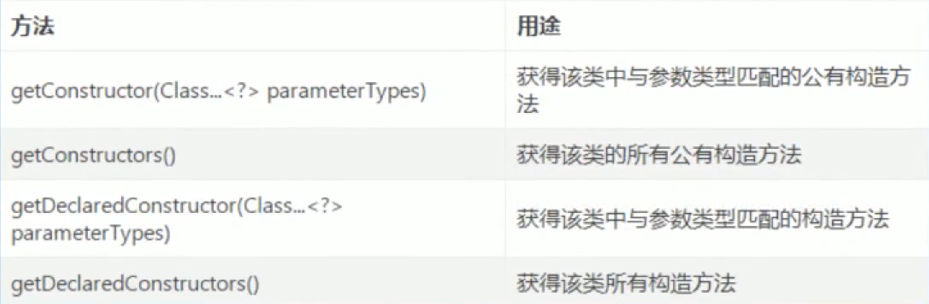 方法
用途
getConstructor(Class...<?> parameterTypes)
获得该类中与参数类型匹配的公有构造方
法
getConstructors()
获得该类的所有公有构造方法
getDeclaredConstructor(Class...<?>
parameterTypes)
获得该类中与参数类型匹配的构造方法
getDeclaredConstructors()
获得该类所有构造方法